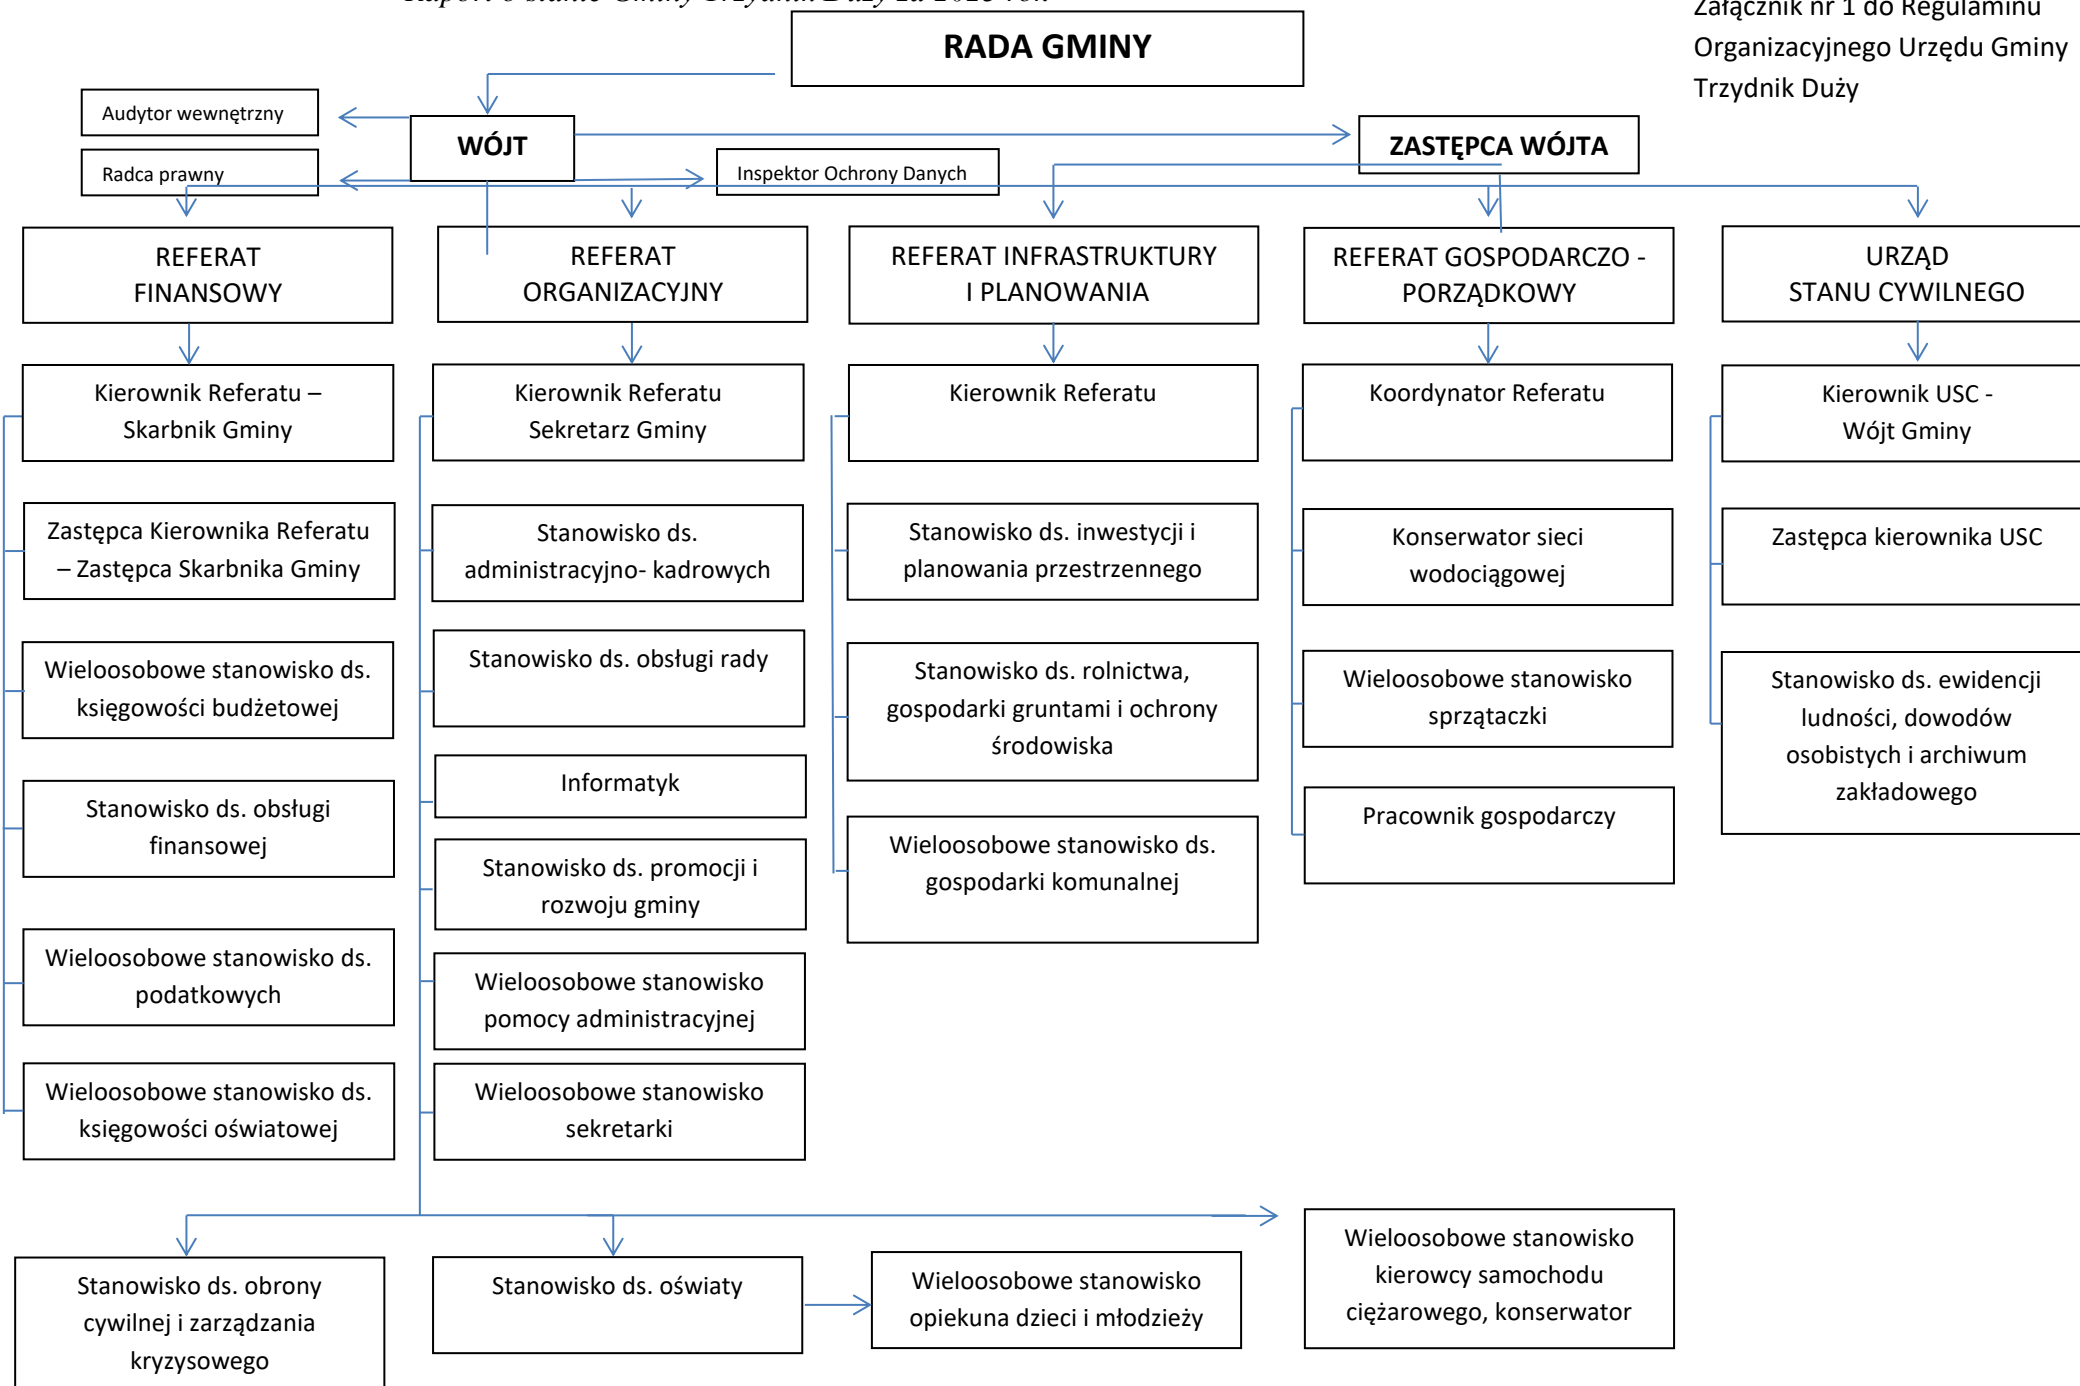 Raport o stanie Gminy Trzydnik Duży za 2023 rok
Załącznik nr 1 do Regulaminu
Organizacyjnego Urzędu Gminy
Trzydnik Duży
RADA GMINY
Audytor wewnętrzny
WÓJT
ZASTĘPCA WÓJTA
Radca prawny
Inspektor Ochrony Danych
REFERAT
FINANSOWY
REFERAT
ORGANIZACYJNY
REFERAT INFRASTRUKTURY
I PLANOWANIA
REFERAT GOSPODARCZO -
PORZĄDKOWY
URZĄD
STANU CYWILNEGO
Kierownik Referatu –
Skarbnik Gminy
Kierownik Referatu
Sekretarz Gminy
Kierownik Referatu
Koordynator Referatu
Kierownik USC -
Wójt Gminy
Zastępca Kierownika Referatu
– Zastępca Skarbnika Gminy
Stanowisko ds.
administracyjno- kadrowych
Stanowisko ds. inwestycji i
planowania przestrzennego
Konserwator sieci
wodociągowej
Zastępca kierownika USC
Wieloosobowe stanowisko ds.
księgowości budżetowej
Stanowisko ds. obsługi rady
Stanowisko ds. rolnictwa,
gospodarki gruntami i ochrony
środowiska
Wieloosobowe stanowisko
sprzątaczki
Stanowisko ds. ewidencji
ludności, dowodów
osobistych i archiwum
zakładowego
Stanowisko ds. obsługi
finansowej
Informatyk
Wieloosobowe stanowisko ds.
gospodarki komunalnej
Pracownik gospodarczy
Stanowisko ds. promocji i
rozwoju gminy
Wieloosobowe stanowisko ds.
podatkowych
Wieloosobowe stanowisko
pomocy administracyjnej
Wieloosobowe stanowisko ds.
księgowości oświatowej
Wieloosobowe stanowisko
sekretarki
Stanowisko ds. obrony
cywilnej i zarządzania
kryzysowego
Stanowisko ds. oświaty
Wieloosobowe stanowisko
opiekuna dzieci i młodzieży
Wieloosobowe stanowisko
kierowcy samochodu
ciężarowego, konserwator